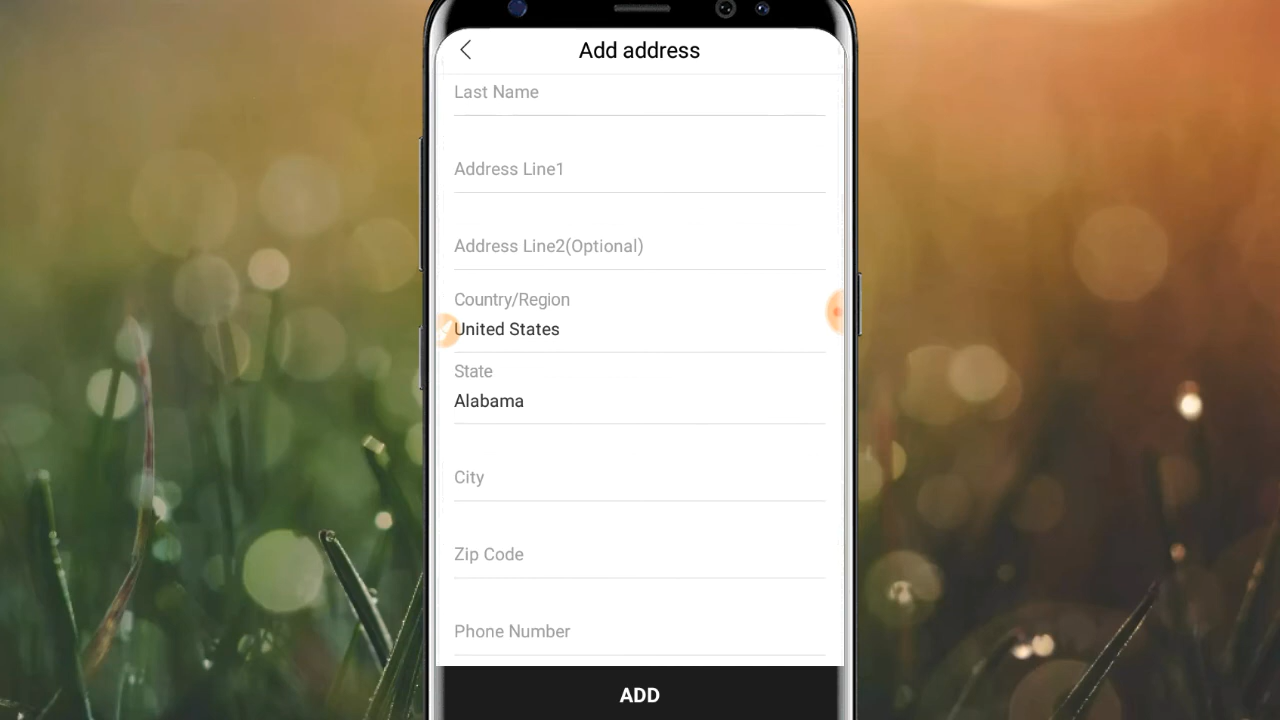 Add address
Last Name
Address Line1
Address Line2(Optional)
Country/Region
United States
State
Alabama
City
Zip Code
Phone Number
ADD